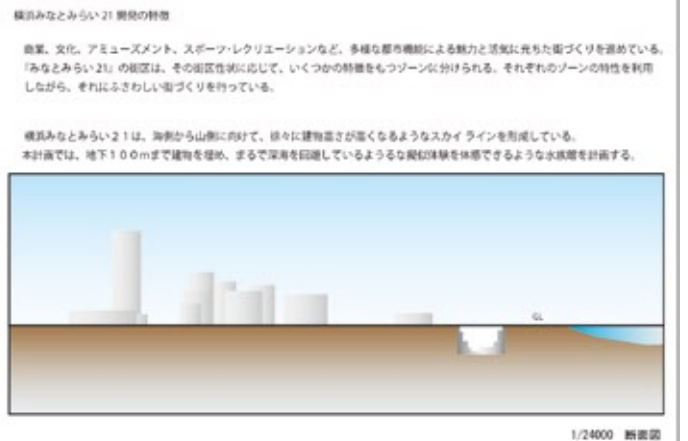 横浜みなとみらい 21 開発の特徴
商業、文化、アミューズメント、スポーツ・レクリエーションなど、多様な都市機能による魅力と活気に充ちた街づくりを進めている。
『みなとみらい 21』の街区は、その街区性状に応じて、いくつかの特徴をもつゾーンに分けられる。それぞれのゾーンの特性を利用
しながら、それにふさわしい街づくりを行っている。
横浜みなとみらい２１は、海側から山側に向けて、徐々に建物高さが高くなるようなスカイ ラインを形成している。
本計画では、地下１００ｍまで建物を埋め、まるで深海を回遊しているようるな擬似体験を体感できるような水族館を計画する。
GL
1/24000　断面図